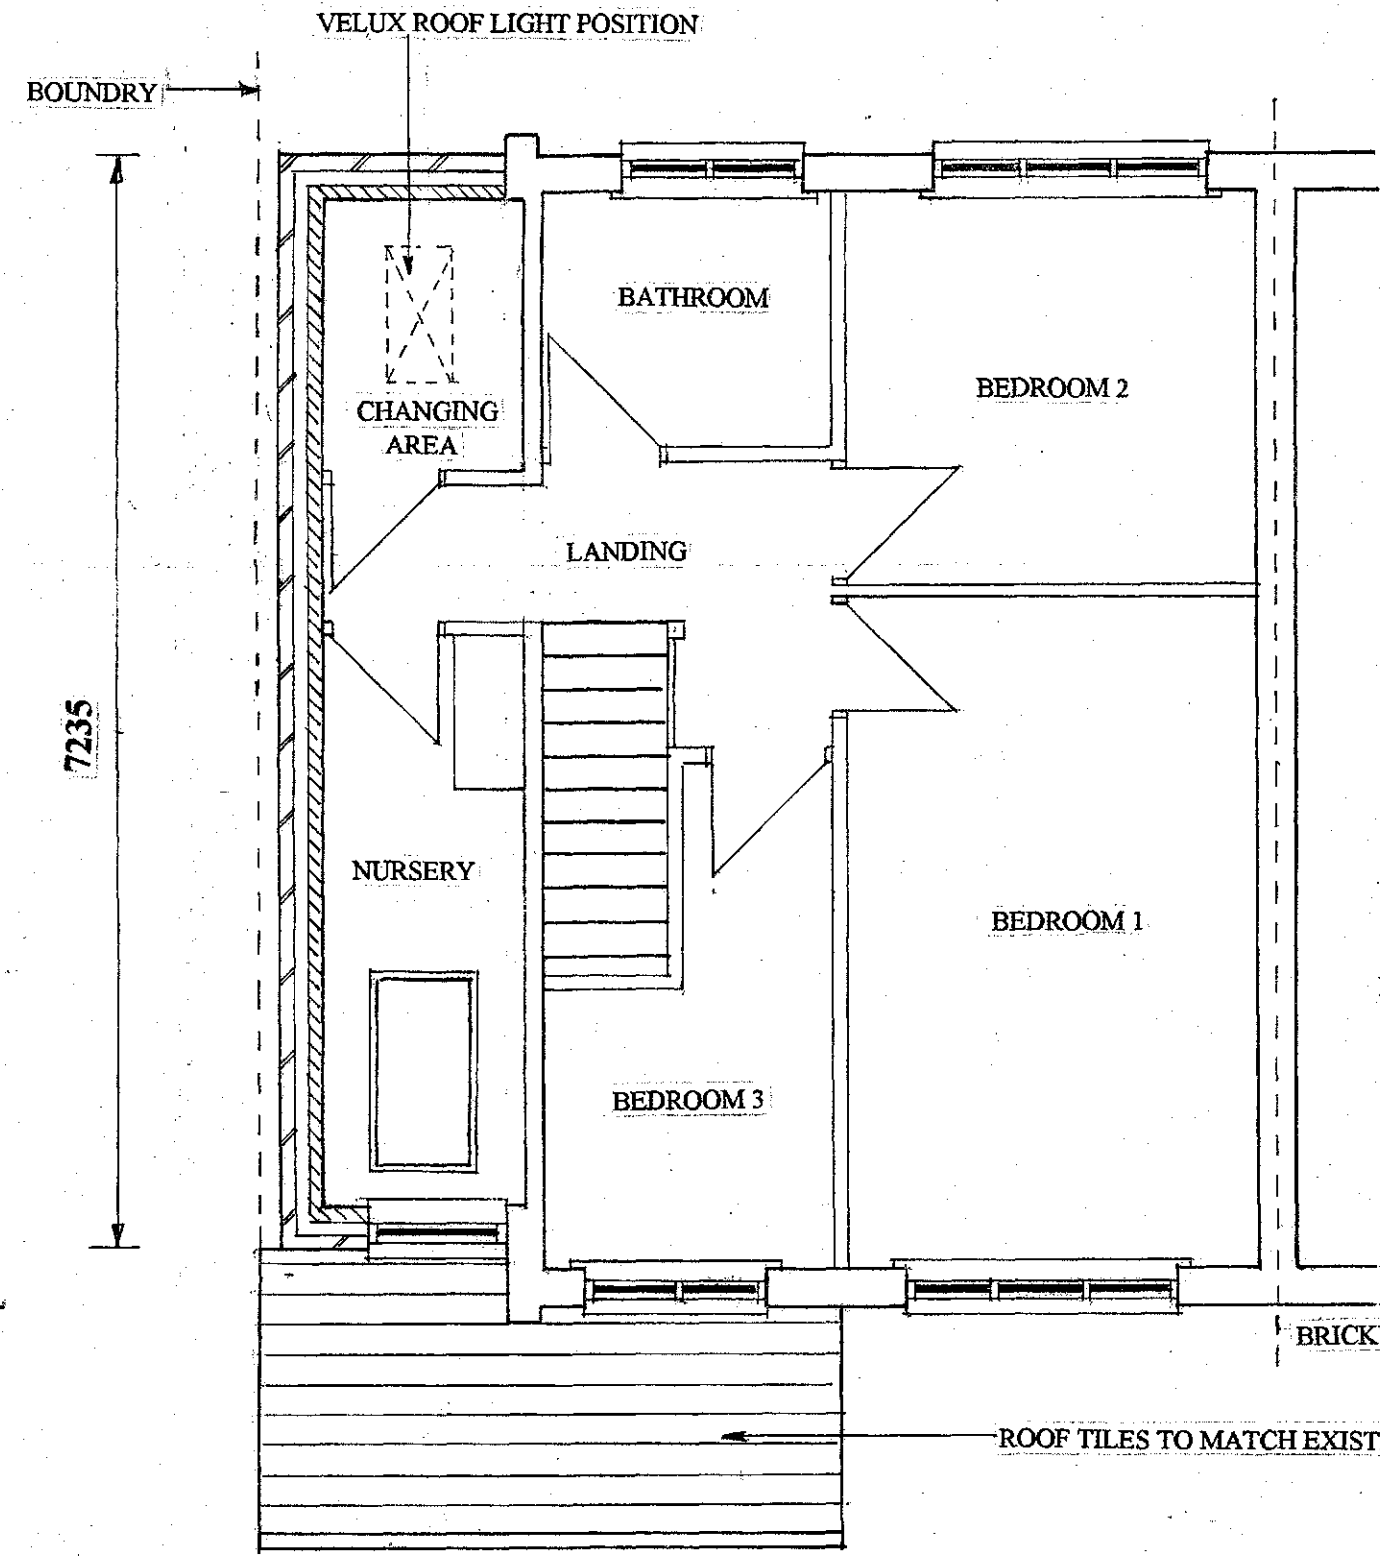 VELUX ROOF LIGHT POSITION
BOUNDRY
BATHROOM
BEDROOM 2
CHANGING
AREA
LANDING
7235
NURSERY
BEDROOM 1
BEDROOM 3
BRICK
ROOF TILES TO MATCH EXIST